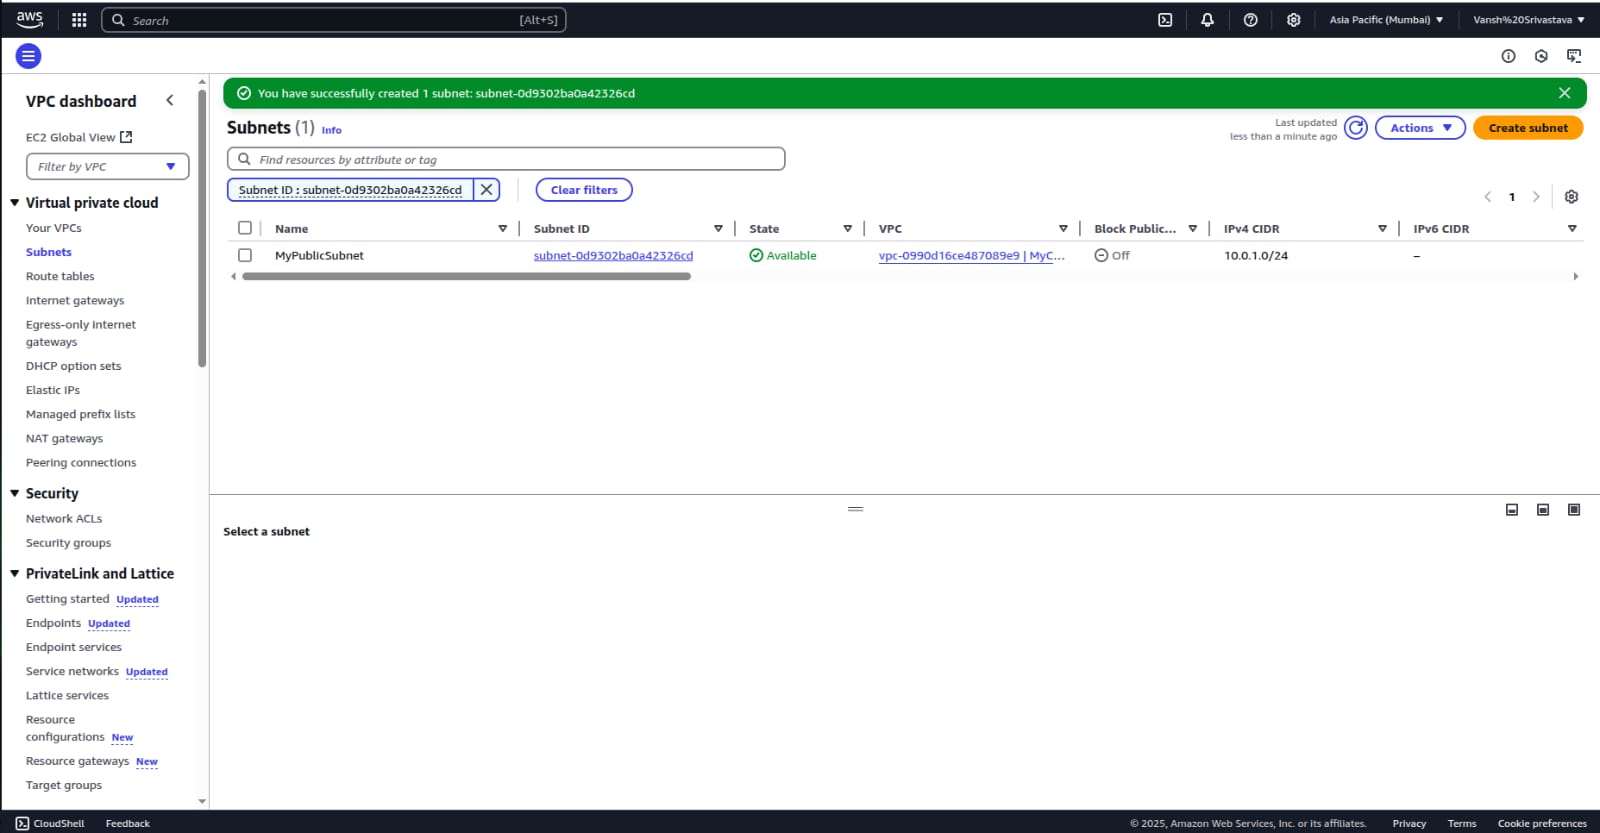 aws
Search
[Alt+S]
Asia Pacific (Mumbai)
Vansh%20Srivastava
VPC dashboard
EC2 Global View
Filter by VPC
Virtual private cloud
Your VPCs
Subnets
Route tables
Internet gateways
Egress-only internet
gateways
DHCP option sets
Elastic IPs
Managed prefix lists
NAT gateways
Peering connections
Security
Network ACLs
Security groups
PrivateLink and Lattice
Getting started Updated
Endpoints Updated
Endpoint services
Service networks Updated
Lattice services
Resource
configurations New
Resource gateways New
Target groups
You have successfully created 1 subnet: subnet-0d9302ba0a42326cd
Subnets (1) Info
Last updated
less than a minute ago
Actions
Create subnet
Find resources by attribute or tag
Subnet ID : subnet-0d9302ba0a42326cd
Clear filters
1
Name Subnet ID State VPC Block Public... IPv4 CIDR IPv6 CIDR
MyPublicSubnet subnet-0d9302ba0a42326cd Available vpc-0990d16ce487089e9 | MyC... Off 10.0.1.0/24 –
Select a subnet
CloudShell Feedback
© 2025, Amazon Web Services, Inc. or its affiliates. Privacy Terms Cookie preferences